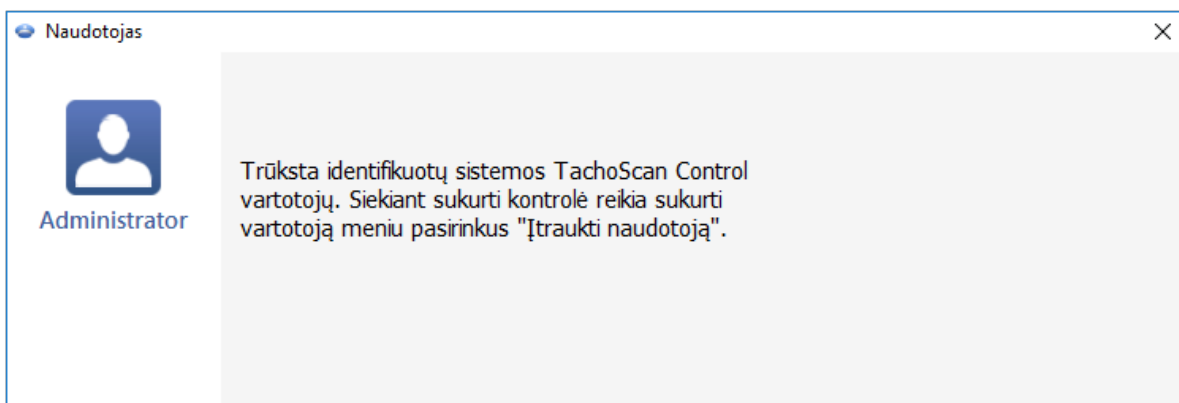 Naudotojas
Trūksta identifikuotų sistemos TachoScan Control
vartotojų. Siekiant sukurti kontrolė reikia sukurti
vartotoją meniu pasirinkus "Įtraukti naudotoją".
Administrator